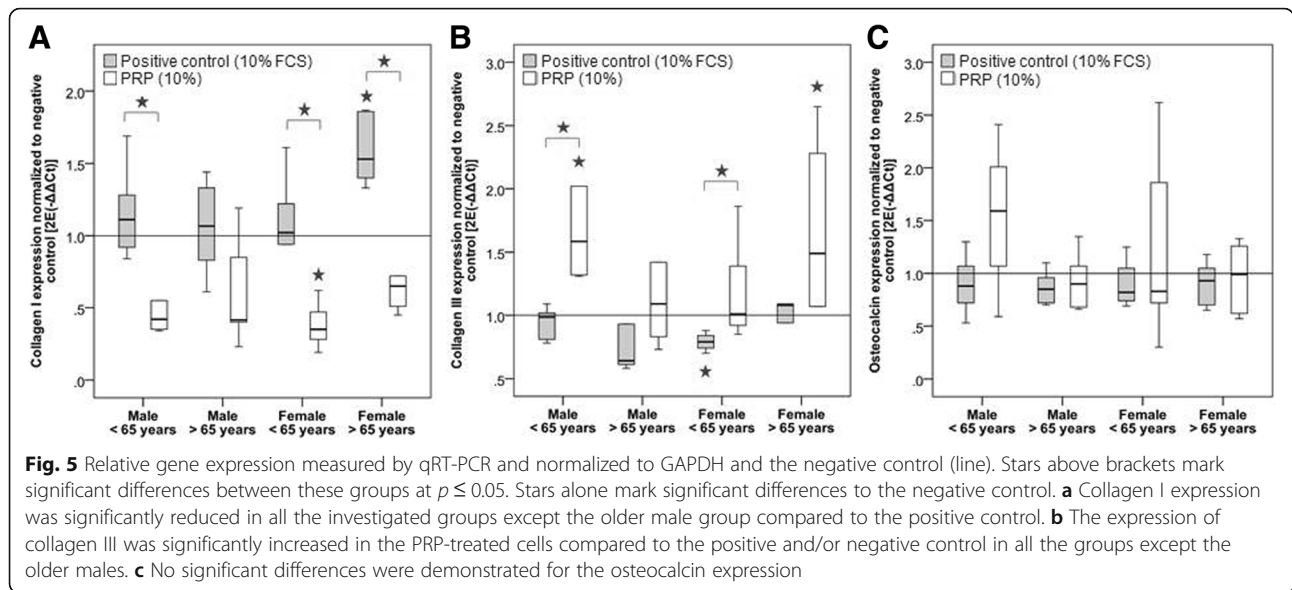 A
Positive control (10% FCS)
PRP (10%)
Collagen I expression normalized to negative
control [2E(-ΔΔCt)]
2.0
1.5
1.0
.5
.0
Male
< 65 years
Male
> 65 years
Female
< 65 years
Female
> 65 years
B
Positive control (10% FCS)
PRP (10%)
Collagen III expression normalized to negative
control [2E(-ΔΔCt)]
3.0
2.5
2.0
1.5
1.0
.5
Male
< 65 years
Male
> 65 years
Female
< 65 years
Female
> 65 years
C
Positive control (10% FCS)
PRP (10%)
Osteocalcin expression normalized to negative
control [2E(-ΔΔCt)]
3.0
2.5
2.0
1.5
1.0
.5
.0
Male
< 65 years
Male
> 65 years
Female
< 65 years
Female
> 65 years
Fig. 5 Relative gene expression measured by qRT-PCR and normalized to GAPDH and the negative control (line). Stars above brackets mark
significant differences between these groups at p ≤ 0.05. Stars alone mark significant differences to the negative control. a Collagen I expression
was significantly reduced in all the investigated groups except the older male group compared to the positive control. b The expression of
collagen III was significantly increased in the PRP-treated cells compared to the positive and/or negative control in all the groups except the
older males. c No significant differences were demonstrated for the osteocalcin expression